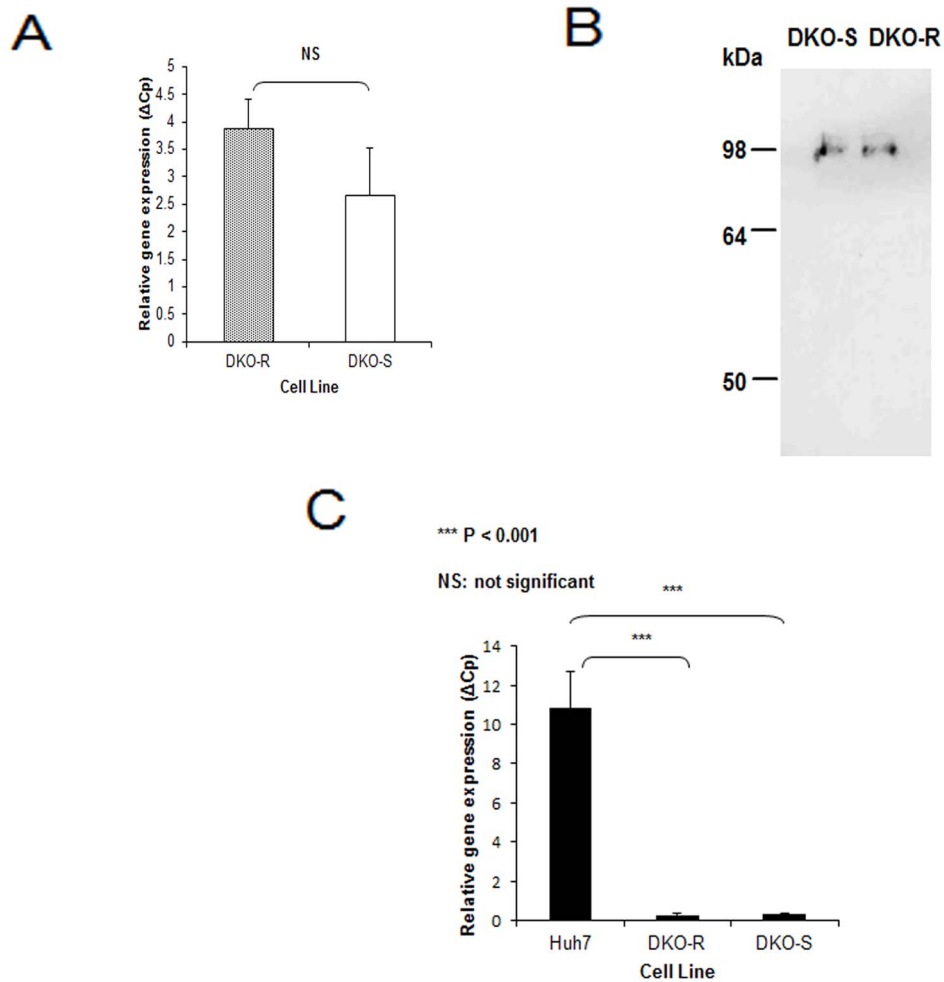 A
NS
Relative gene expression (ΔCp)
5
4.5
4
3.5
3
2.5
2
1.5
1
0.5
0
DKO-R
DKO-S
Cell Line
B
DKO-S DKO-R
kDa
98
64
50
C
*** P < 0.001
NS: not significant
***
***
Relative gene expression (ΔCp)
14
12
10
8
6
4
2
0
Huh7
DKO-R
DKO-S
Cell Line